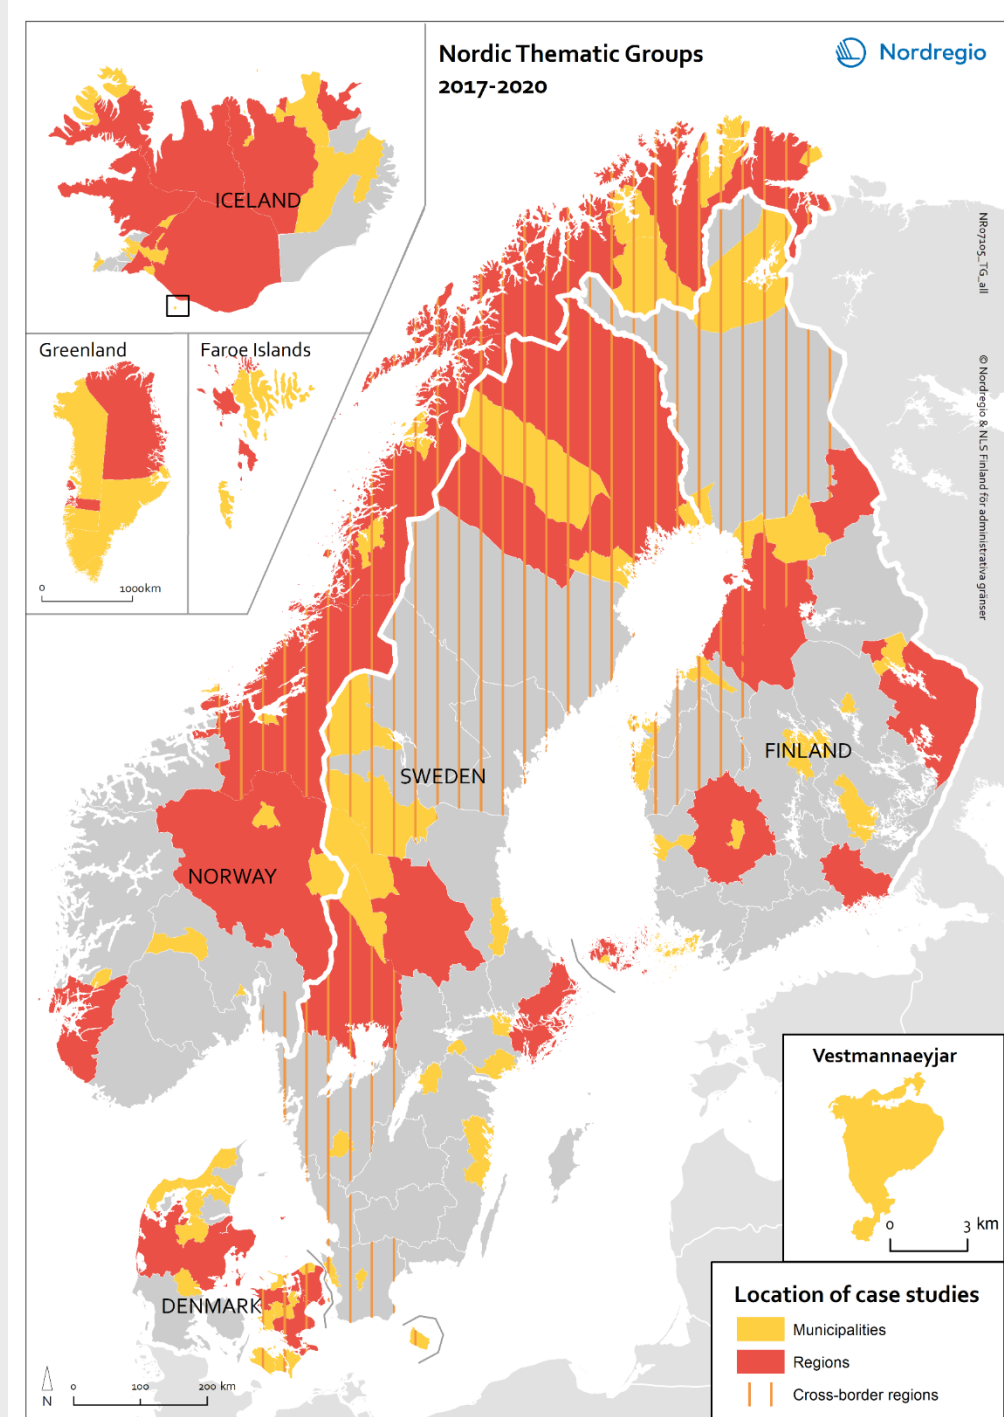 Nordic Thematic Groups
2017-2020
Nordregio
ICELAND
Greenland
Faroe Islands
0 1000km
NR07105_TG_all
© Nordregio & NLS Finland för administrativa gränser
SWEDEN
FINLAND
NORWAY
DENMARK
Vestmannaeyjar
0 3 km
Location of case studies
Municipalities
Regions
Cross-border regions
N
0 100 200 km